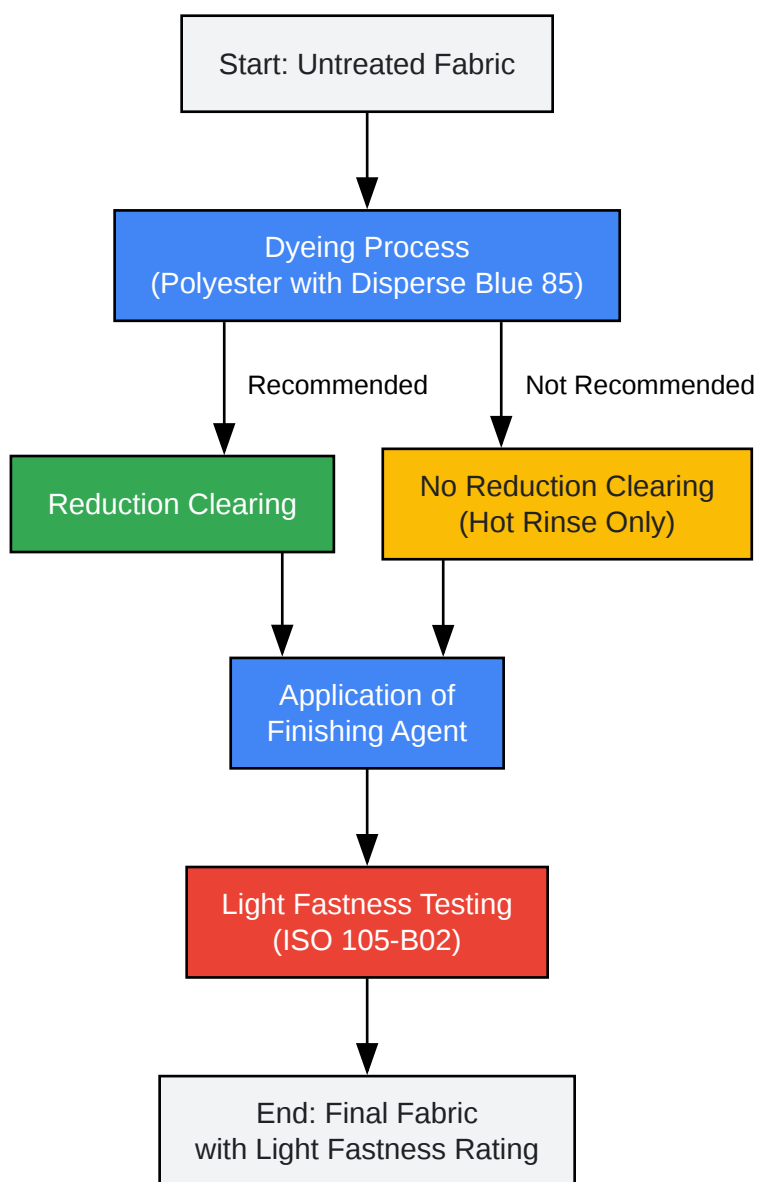 Start: Untreated Fabric
Dyeing Process
(Polyester with Disperse Blue 85)
Recommended
Not Recommended
Reduction Clearing
No Reduction Clearing
(Hot Rinse Only)
Application of
Finishing Agent
Light Fastness Testing
(ISO 105-B02)
End: Final Fabric
with Light Fastness Rating